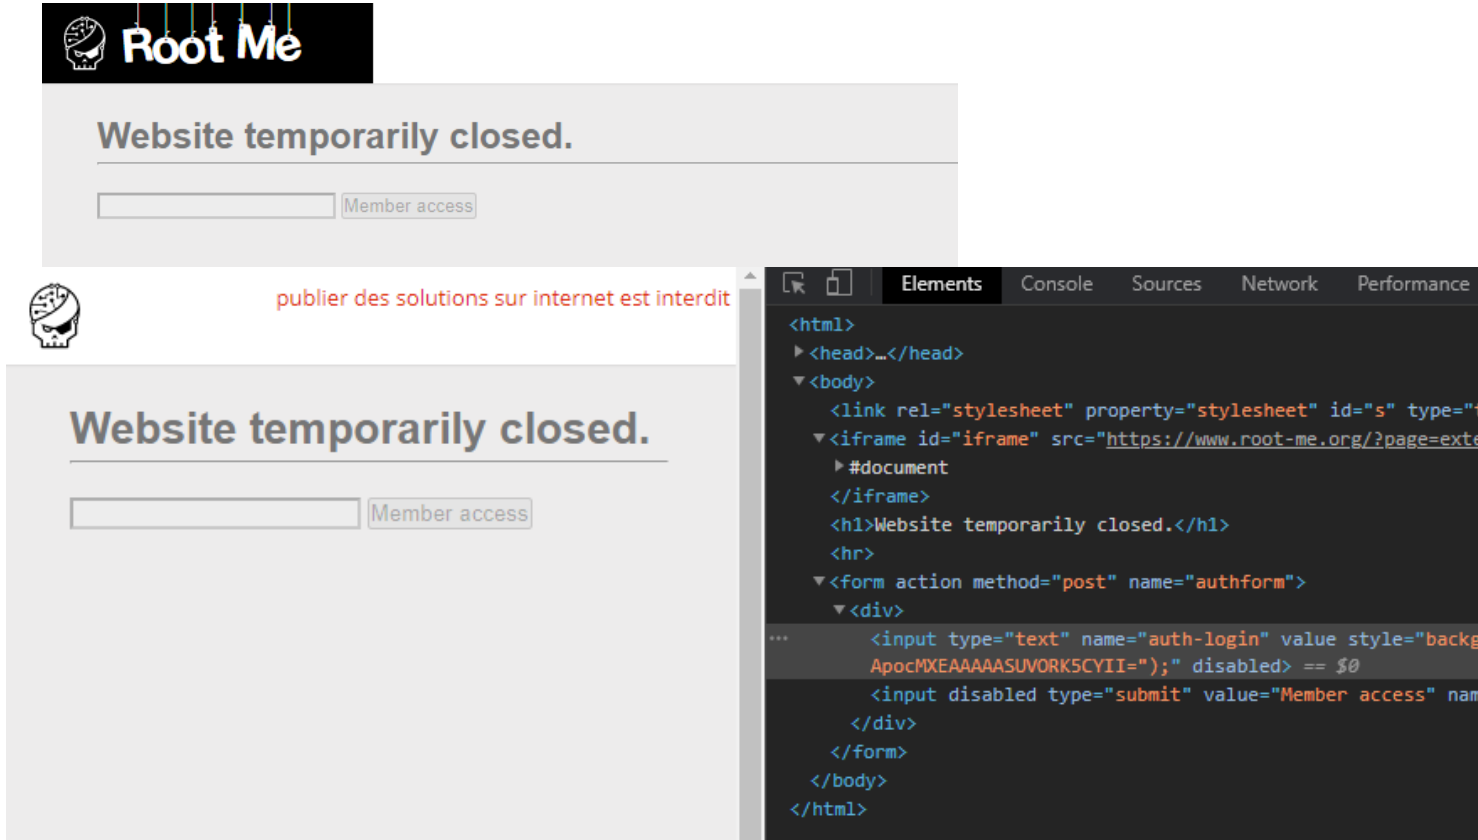 Root Me
Website temporarily closed.
Member access
publier des solutions sur internet est interdit
Website temporarily closed.
Member access
Elements Console Sources Network Performance
<html>
<head>…</head>
<body>
<link rel="stylesheet" property="stylesheet" id="s" type="
<iframe id="iframe" src="https://www.root-me.org/?page=exte
#document
</iframe>
<h1>Website temporarily closed.</h1>
<hr>
<form action method="post" name="authform">
<div>
<input type="text" name="auth-login" value style="backg
ApocMXEAAAAASUVORK5CYII=");" disabled> == $0
<input disabled type="submit" value="Member access" nam
</div>
</form>
</body>
</html>